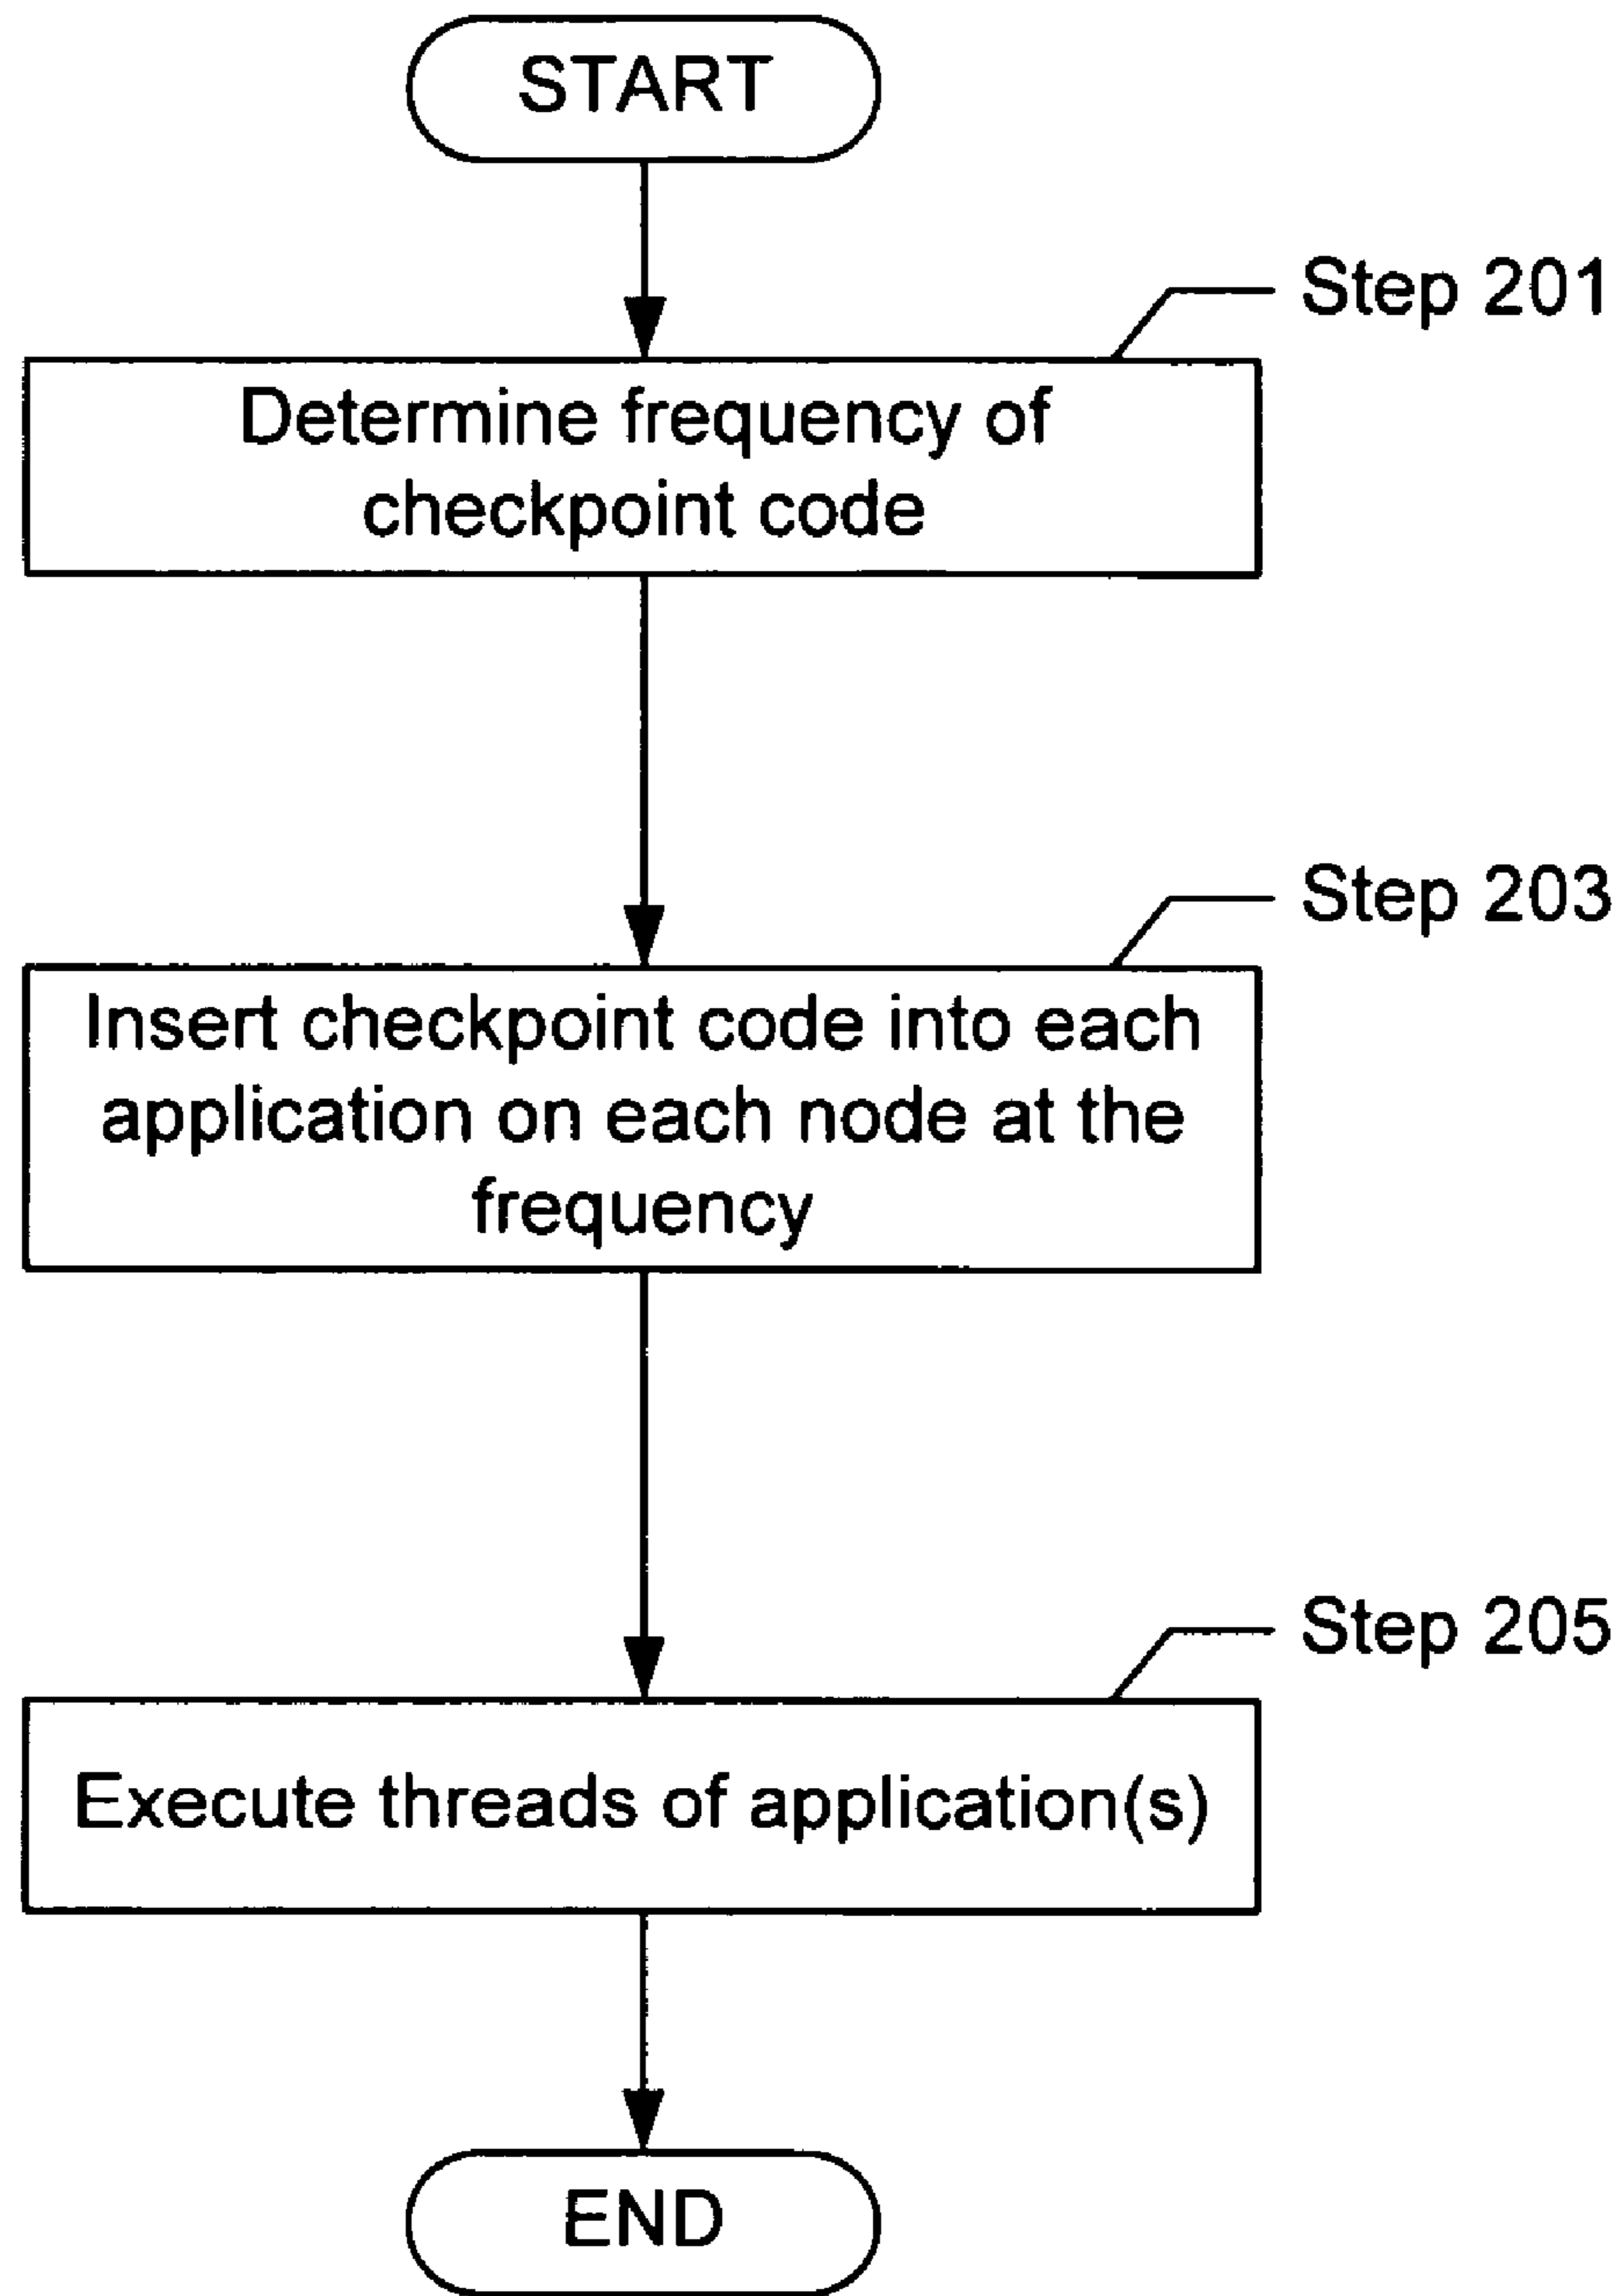 START
Step 201
Determine frequency of
checkpoint code
Step 203
Insert checkpoint code into each
application on each node at the
frequency
Step 205
Execute threads of application(s)
END